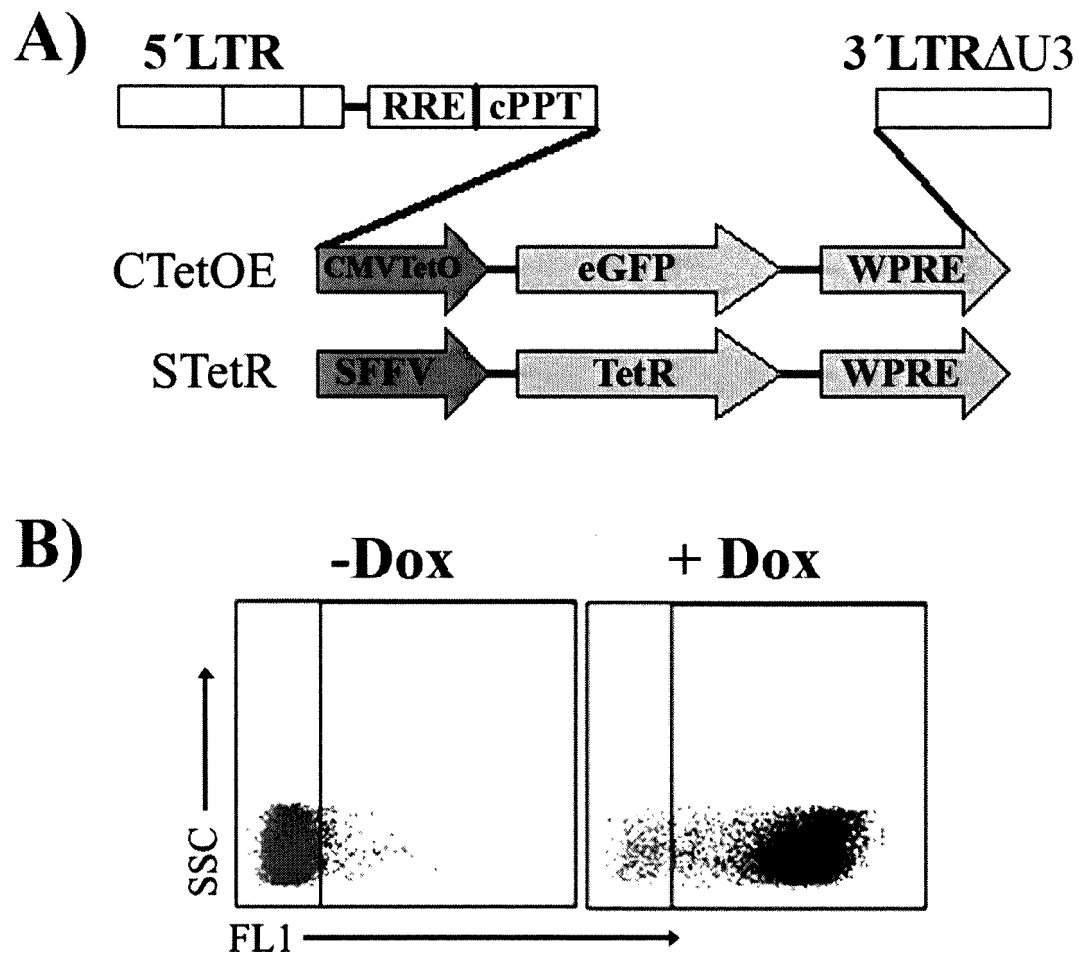 A)
5´LTR
3´LTRΔU3
RRE cPPT
CTetOE CMVTetO eGFP WPRE
STetR SFFV TetR WPRE
B)
-Dox + Dox
SSC
FL1